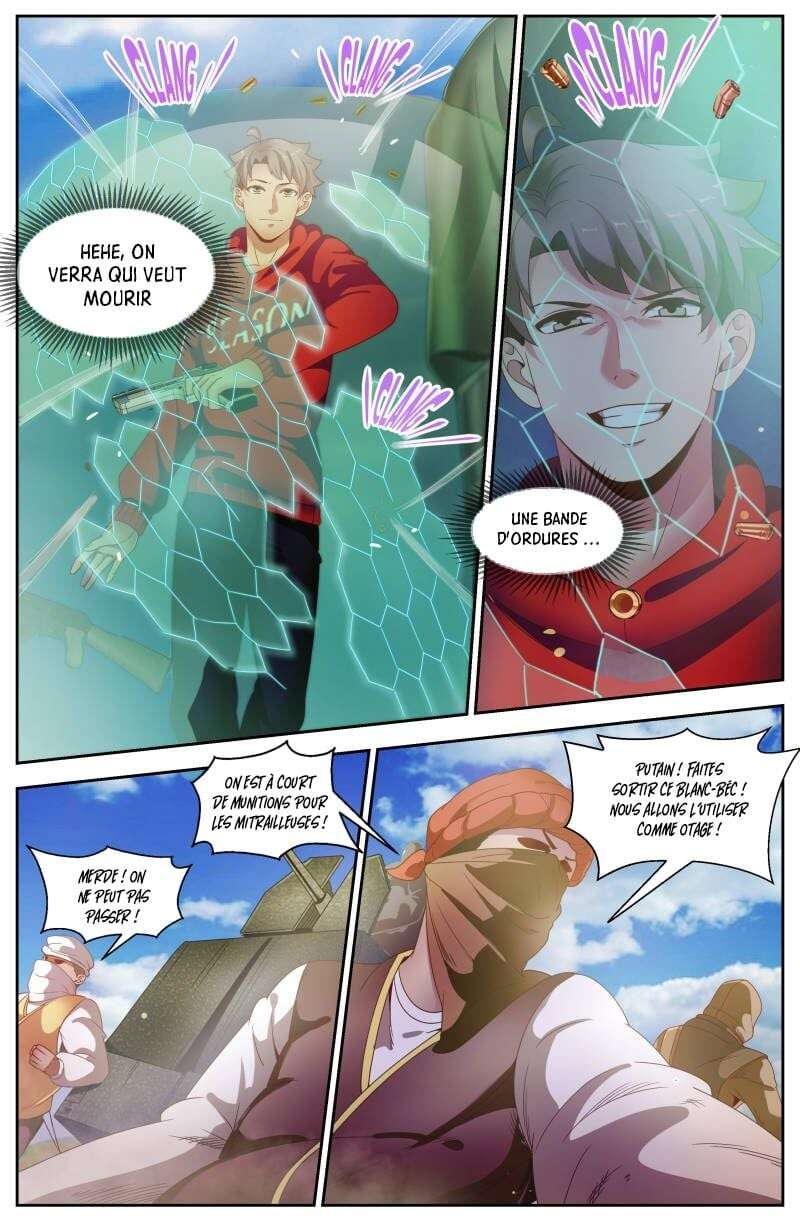 CLANG
CLANG
CLANG
HEHE, ON
VERRA QUI VEUT
MOURIR
SEASON
CLANG
UNE BANDE
D'ORDURES ...
ON EST À COURT
DE MUNITIONS POUR
LES MITRAILLEUSES !
MERDE ! ON
NE PEUT PAS
PASSER !
PUTAIN ! FAITES
SORTIR CE BLANC-BÉC !
NOUS ALLONS L'UTILISER
COMME OTAGE !